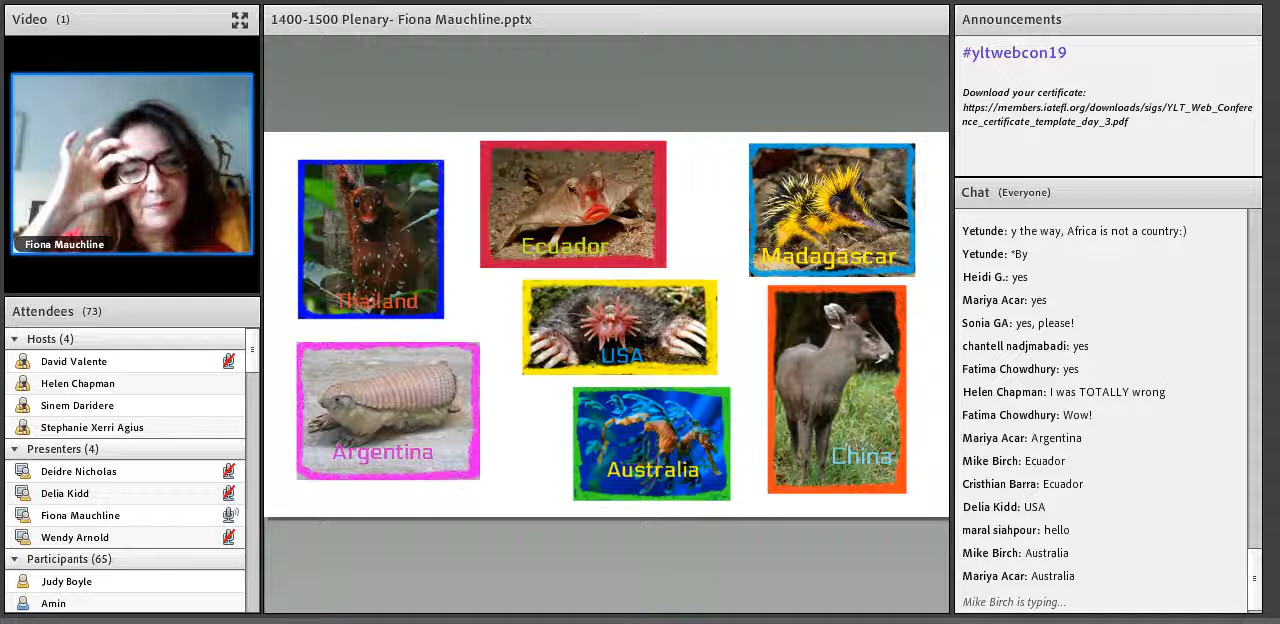 Video (1)
Fiona Mauchline
Attendees (73)
Hosts (4)
David Valente
Helen Chapman
Sinem Daridere
Stephanie Xerri Agius
Presenters (4)
Deidre Nicholas
Delia Kidd
Fiona Mauchline
Wendy Arnold
Participants (65)
Judy Boyle
Amin
1400-1500 Plenary- Fiona Mauchline.pptx
Thailand
Ecuador
Madagascar
USA
Argentina
Australia
China
Announcements
#yltwebcon19
Download your certificate:
https://members.iatefl.org/downloads/sigs/YLT_Web_Confere
nce_certificate_template_day_3.pdf
Chat (Everyone)
Yetunde: y the way, Africa is not a country:)
Yetunde: *By
Heidi G.: yes
Mariya Acar: yes
Sonia GA: yes, please!
chantell nadjmabadi: yes
Fatima Chowdhury: yes
Helen Chapman: I was TOTALLY wrong
Fatima Chowdhury: Wow!
Mariya Acar: Argentina
Mike Birch: Ecuador
Cristhian Barra: Ecuador
Delia Kidd: USA
maral siahpour: hello
Mike Birch: Australia
Mariya Acar: Australia
Mike Birch is typing...